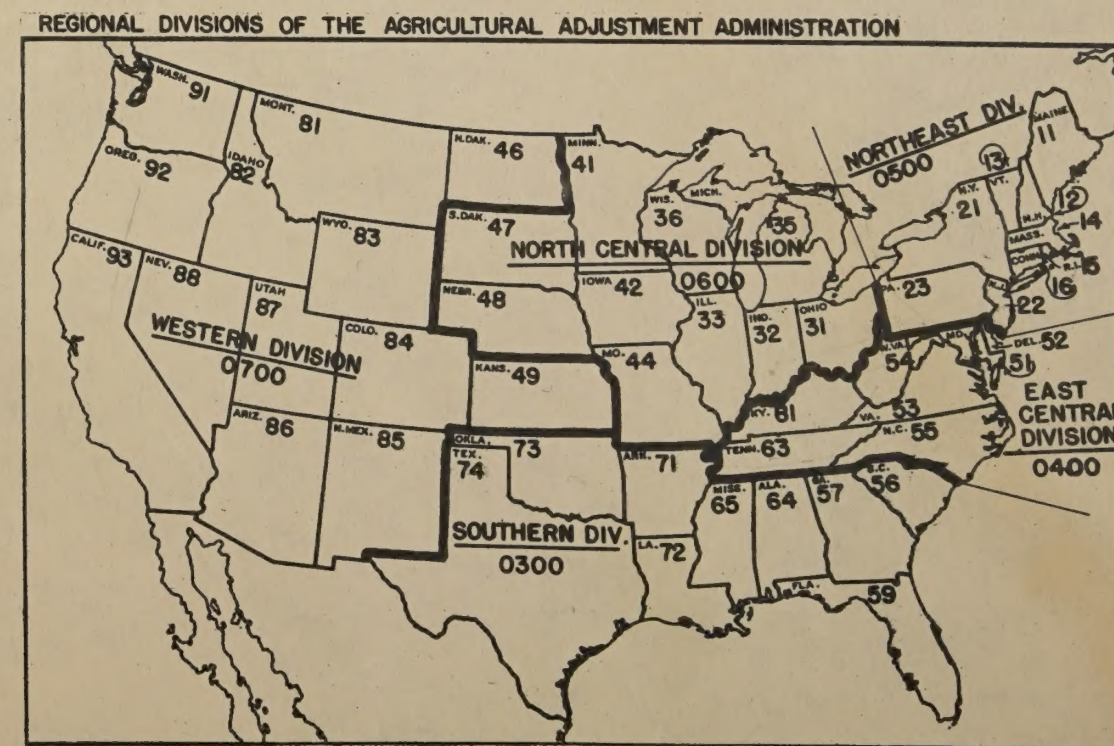 REGIONAL DIVISIONS OF THE AGRICULTURAL ADJUSTMENT ADMINISTRATION
WASH. 91
MONT. 81
N.DAK. 46
MINN. 41
OREG. 92
IDAHO 82
WYO. 83
S.DAK. 47
WIS. 36
MICH. 35
NORTHEAST DIV.
0500
MAINE 11
13
VT.
N.Y. 21
12
N.H.
14
MASS.
CONN.
R.I. 15
16
CALIF. 93
NEV. 88
UTAH 87
NORTH CENTRAL DIVISION
0600
NEBR. 48
IOWA 42
ILL. 33
IND. 32
OHIO 31
PA. 23
N.J.
22
WESTERN DIVISION
0700
COLO. 84
KANS. 49
MO. 44
W.VA. 54
MD.
DEL. 52
51
KY. 81
VA. 53
EAST
CENTRAL
DIVISION
0400
ARIZ. 86
N.MEX. 85
OKLA. 73
TEX. 74
ARK. 71
TENN. 63
N.C. 55
S.C. 56
MISS. 65
ALA. 64
GA. 57
SOUTHERN DIV.
0300
LA. 72
FLA. 59